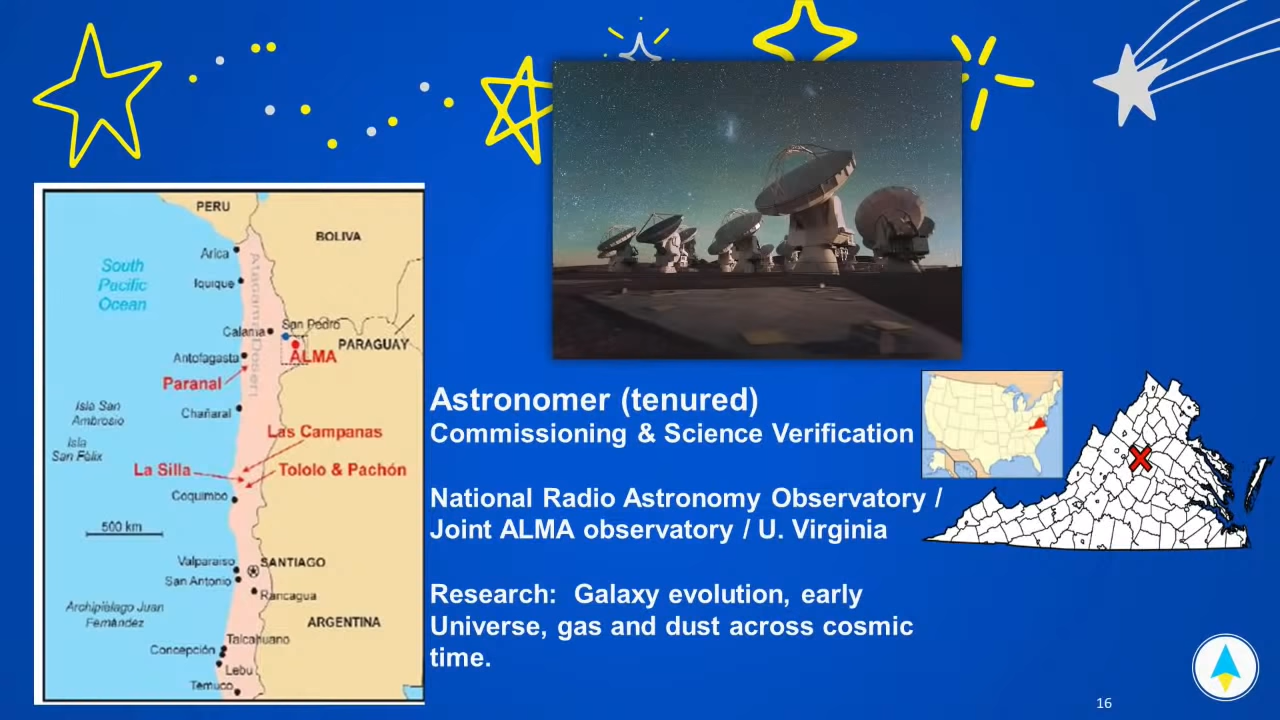 PERU
BOLIVA
Arica
South
Pacific
Ocean
Atacama Desert
Iquique
San Pedro
Calama
PARAGUAY
ALMA
Antofagasta
Paranal
Isla San
Ambrosio
Chañaral
Isla
San Félix
Las Campanas
La Silla
Tololo & Pachón
Coquimbo
500 km
Valparaiso
SANTIAGO
San Antonio
Rancagua
Archipiélago Juan
Fernández
ARGENTINA
Talcahuano
Concepción
Lebu
Temuco
Astronomer (tenured)
Commissioning & Science Verification
National Radio Astronomy Observatory /
Joint ALMA observatory / U. Virginia
Research: Galaxy evolution, early
Universe, gas and dust across cosmic
time.
16